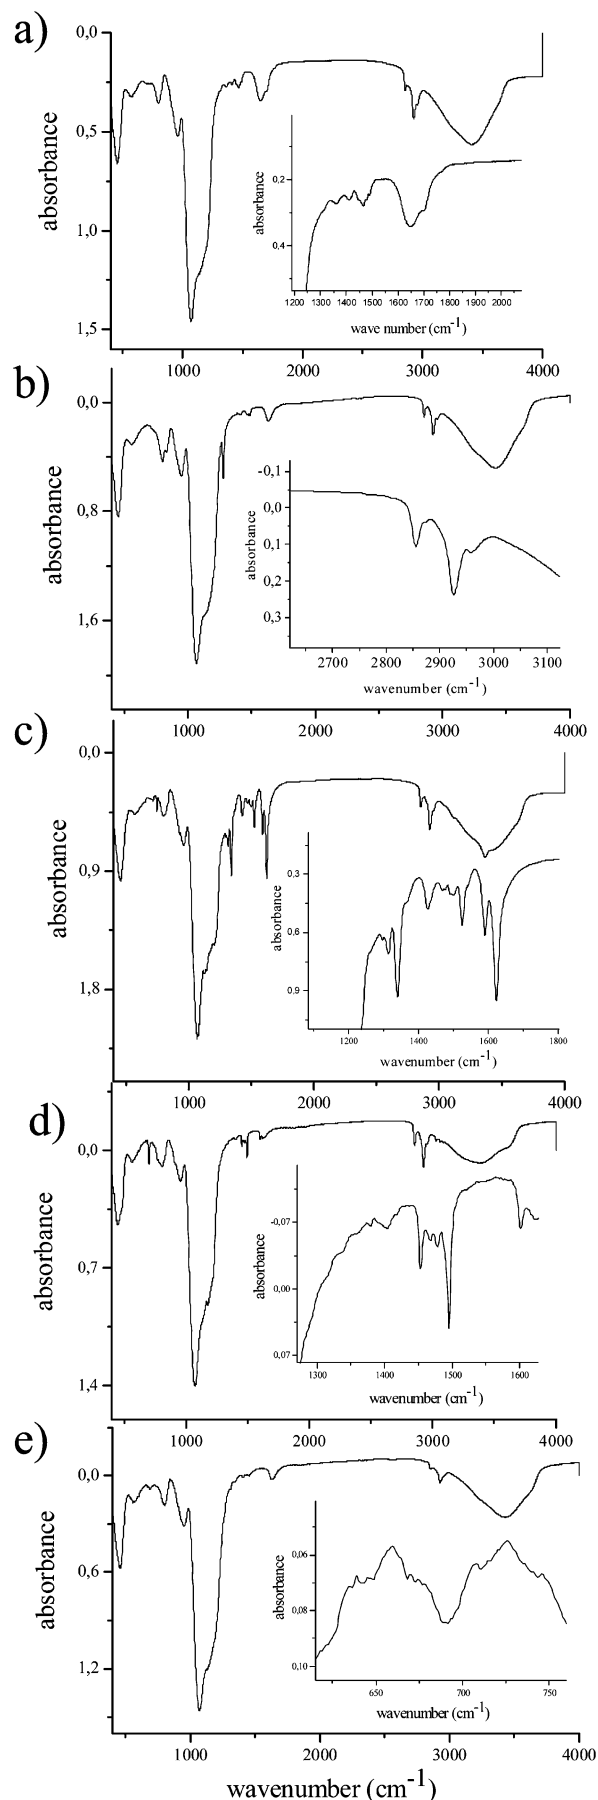 a)
0,0
0,5
1,0
1,5
absorbance
1000 2000 3000 4000
absorbance
0,2
0,4
1200 1300 1400 1500 1600 1700 1800 1900 2000
wave number (cm-1)
b)
0,0
0,8
1,6
absorbance
1000 2000 3000 4000
absorbance
-0,1
0,0
0,1
0,2
0,3
2700 2800 2900 3000 3100
wavenumber (cm-1)
c)
0,0
0,9
1,8
absorbance
1000 2000 3000 4000
absorbance
0.3
0.6
0.9
1200 1400 1600 1800
wavenumber (cm-1)
d)
0,0
0,7
1,4
absorbance
1000 2000 3000 4000
absorbance
-0,07
0,00
0,07
1300 1400 1500 1600
wavenumber (cm-1)
e)
0,0
0,6
1,2
absorbance
1000 2000 3000 4000
absorbance
0,06
0,08
0,10
650 700 750
wavenumber (cm-1)
wavenumber (cm-1)